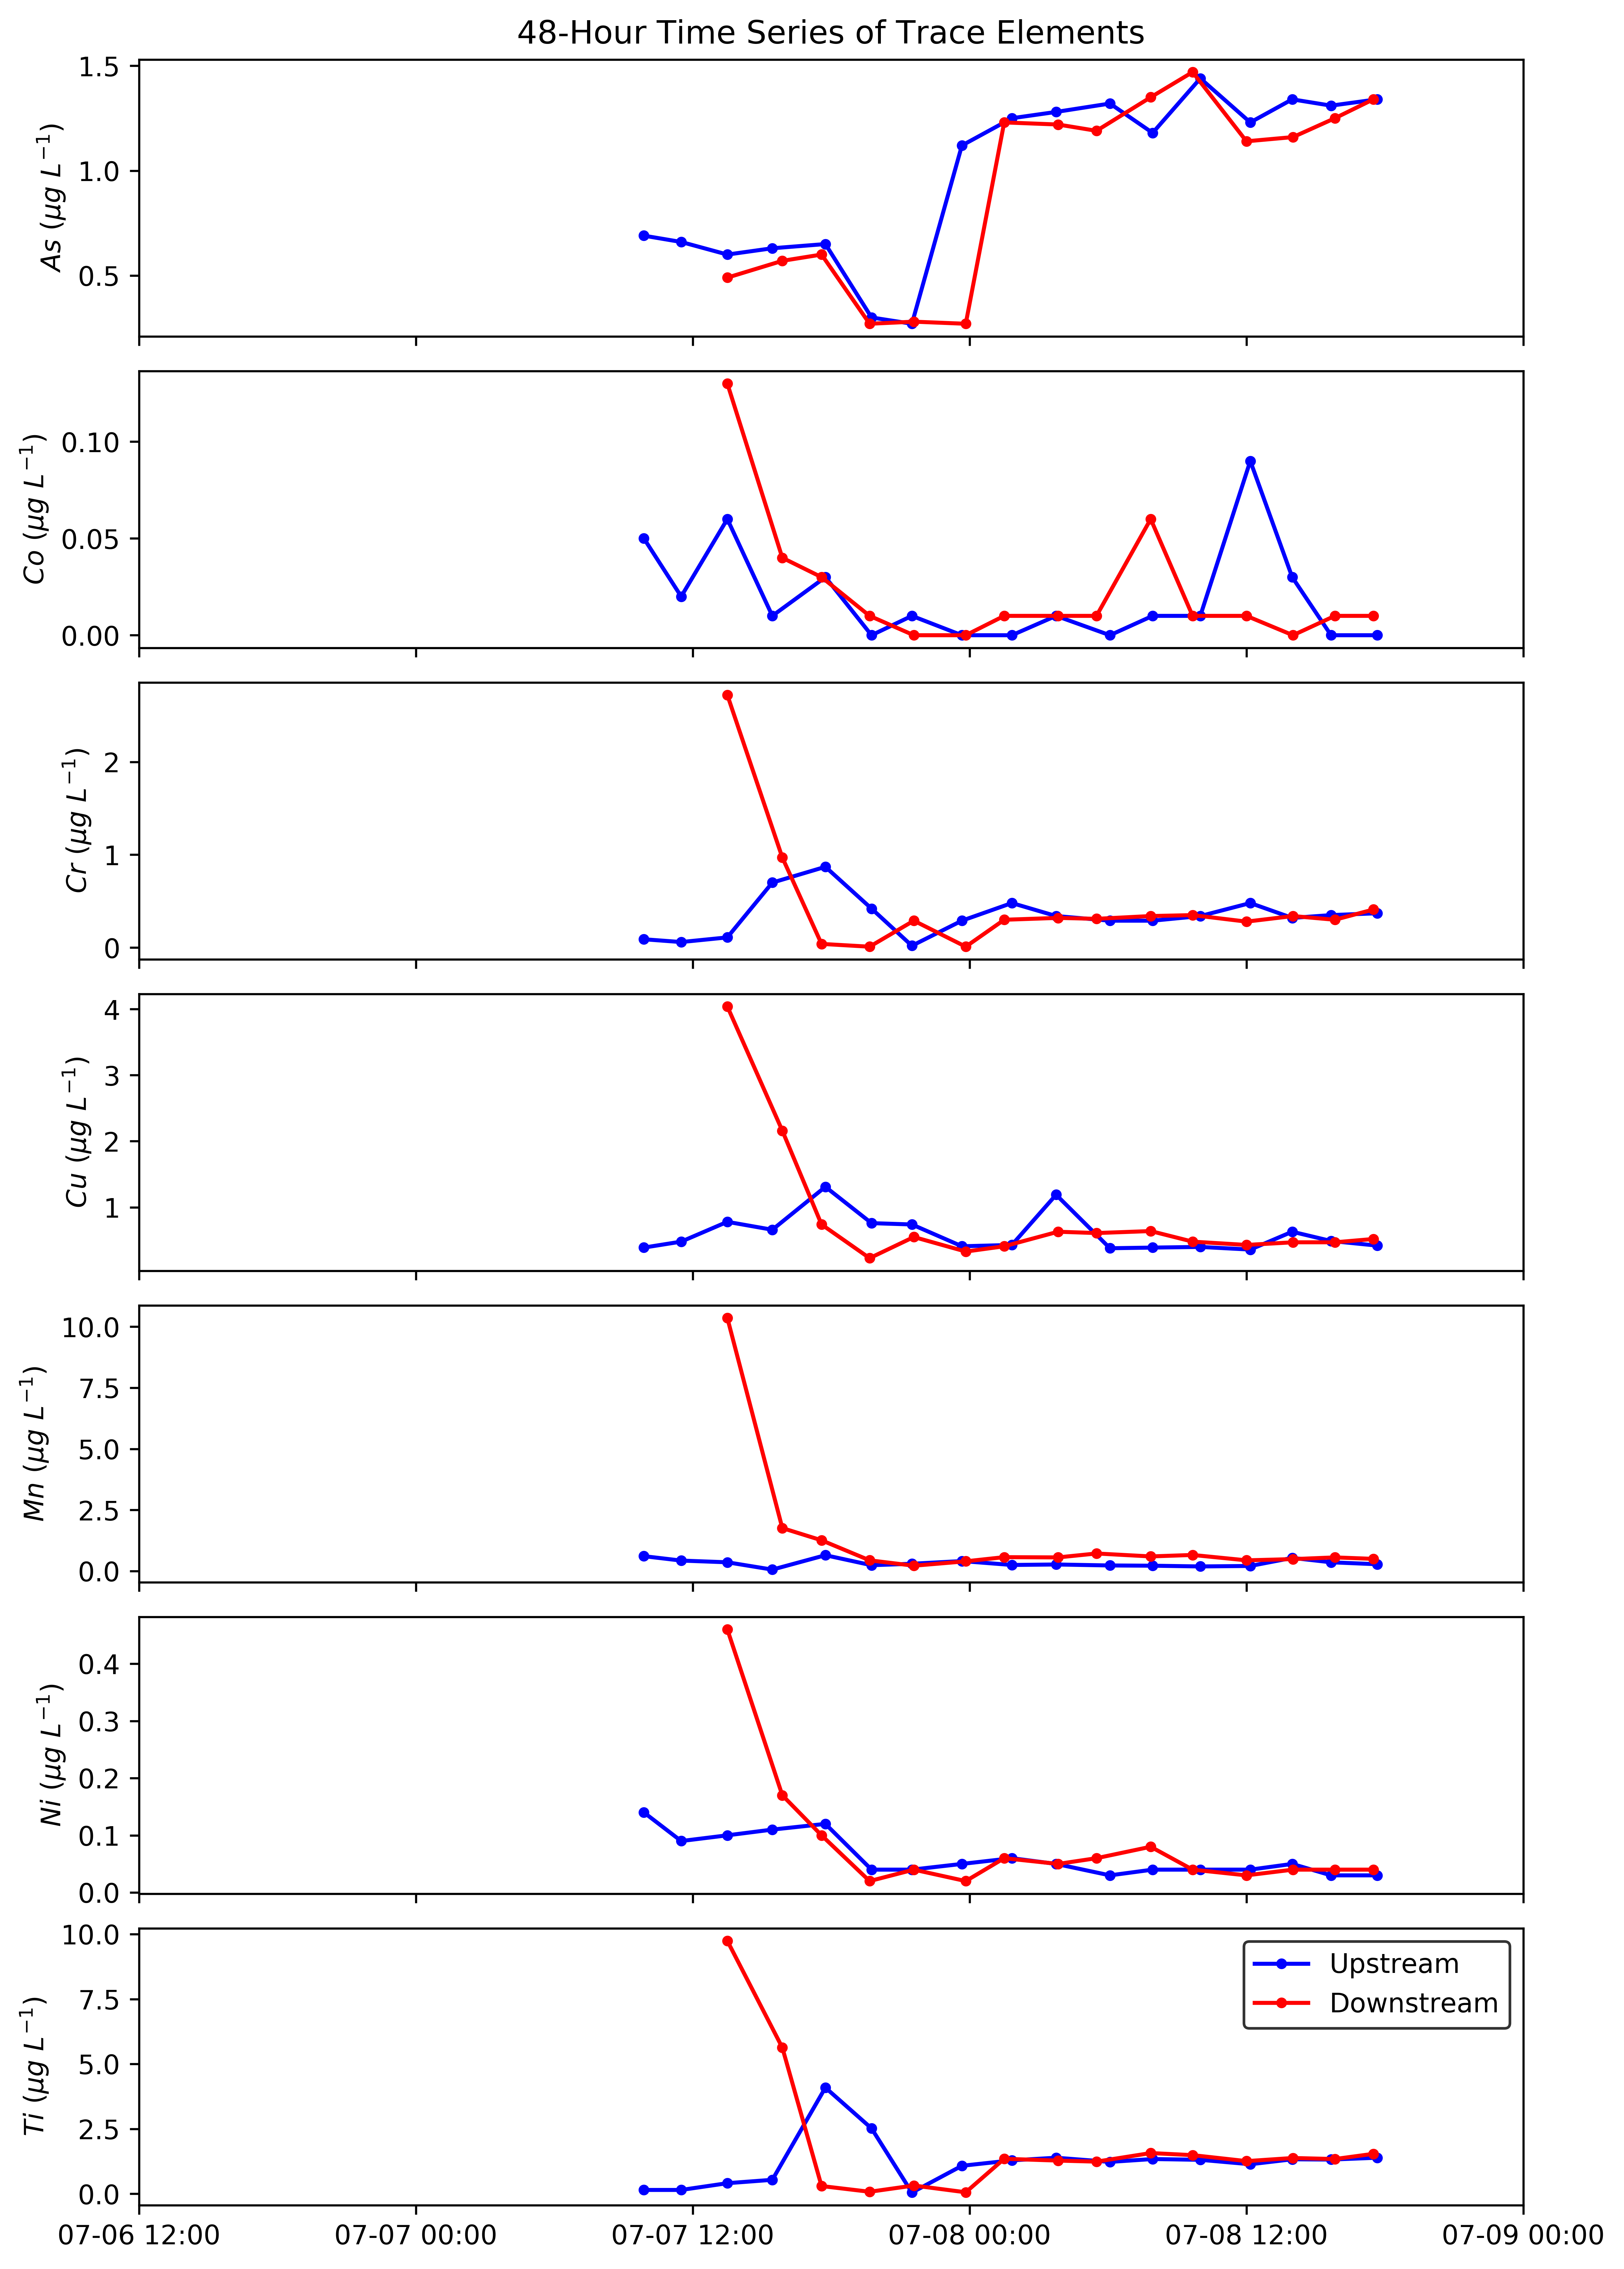 48-Hour Time Series of Trace Elements
1.5
1.0
0.5
As (µg L⁻¹)
0.10
0.05
0.00
Co (µg L⁻¹)
2
1
0
Cr (µg L⁻¹)
4
3
2
1
Cu (µg L⁻¹)
10.0
7.5
5.0
2.5
0.0
Mn (µg L⁻¹)
0.4
0.3
0.2
0.1
0.0
Ni (µg L⁻¹)
10.0
7.5
5.0
2.5
0.0
Ti (µg L⁻¹)
Upstream
Downstream
07-06 12:00 07-07 00:00 07-07 12:00 07-08 00:00 07-08 12:00 07-09 00:00